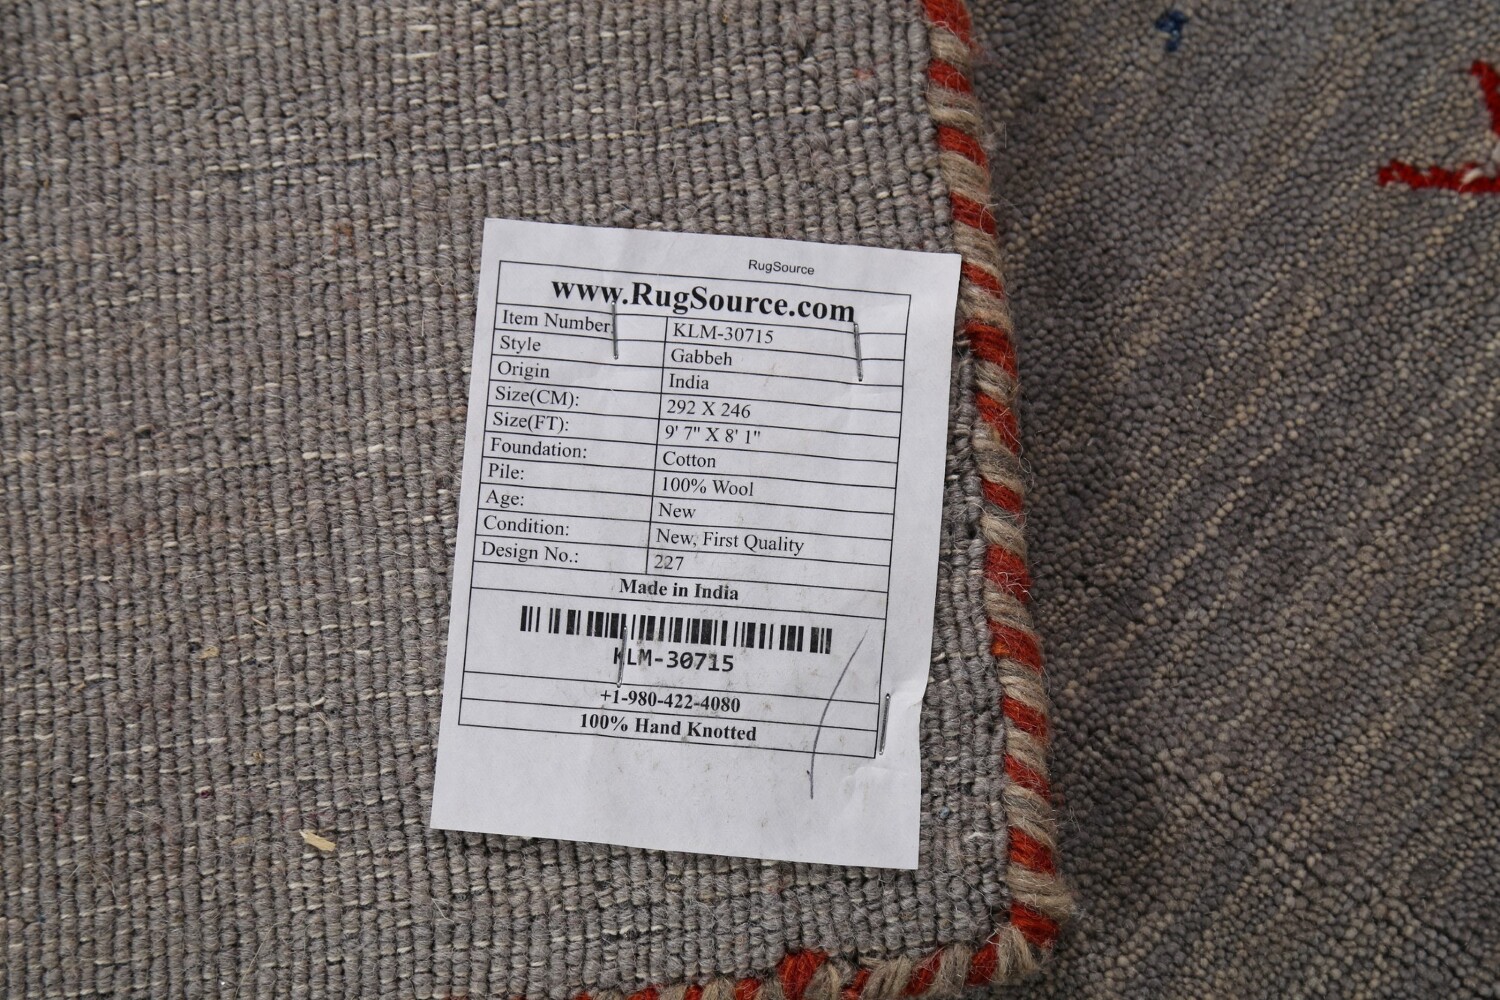 RugSource
www.RugSource.com
Item Number KLM-30715
Style Gabbeh
Origin India
Size(CM): 292 X 246
Size(FT): 9' 7" X 8' 1"
Foundation: Cotton
Pile: 100% Wool
Age: New
Condition: New, First Quality
Design No.: 227
Made in India
KLM-30715
+1-980-422-4080
100% Hand Knotted